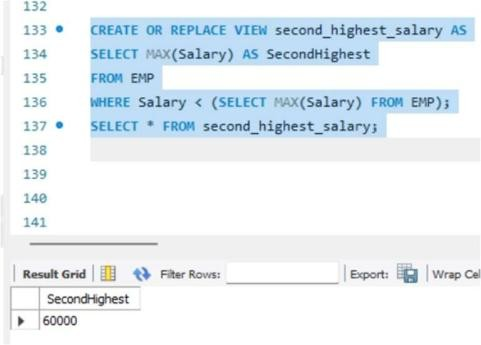 132
133 CREATE OR REPLACE VIEW second_highest_salary AS
134 SELECT MAX(Salary) AS SecondHighest
135 FROM EMP
136 WHERE Salary < (SELECT MAX(Salary) FROM EMP);
137 SELECT * FROM second_highest_salary;
138
139
140
141
Result Grid Filter Rows: Export: Wrap Cel
SecondHighest
60000